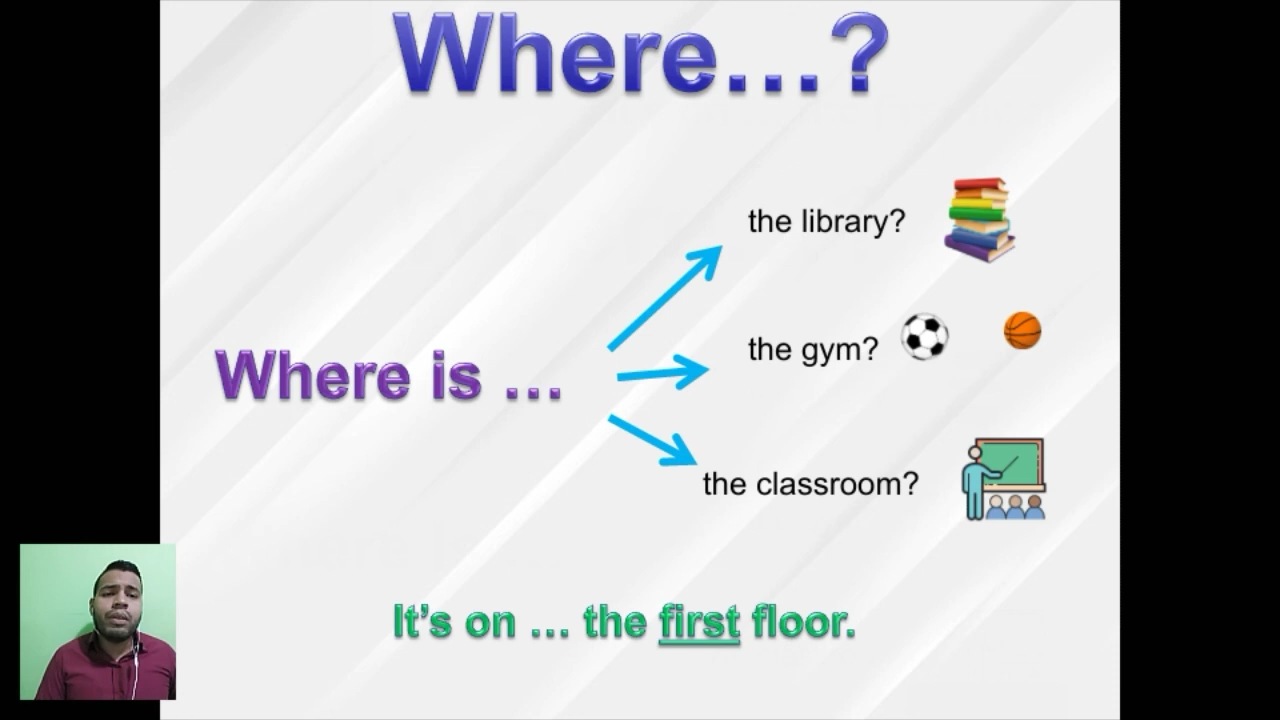 Where...?
the library?
the gym?
Where is ...
the classroom?
It's on ... the first floor.